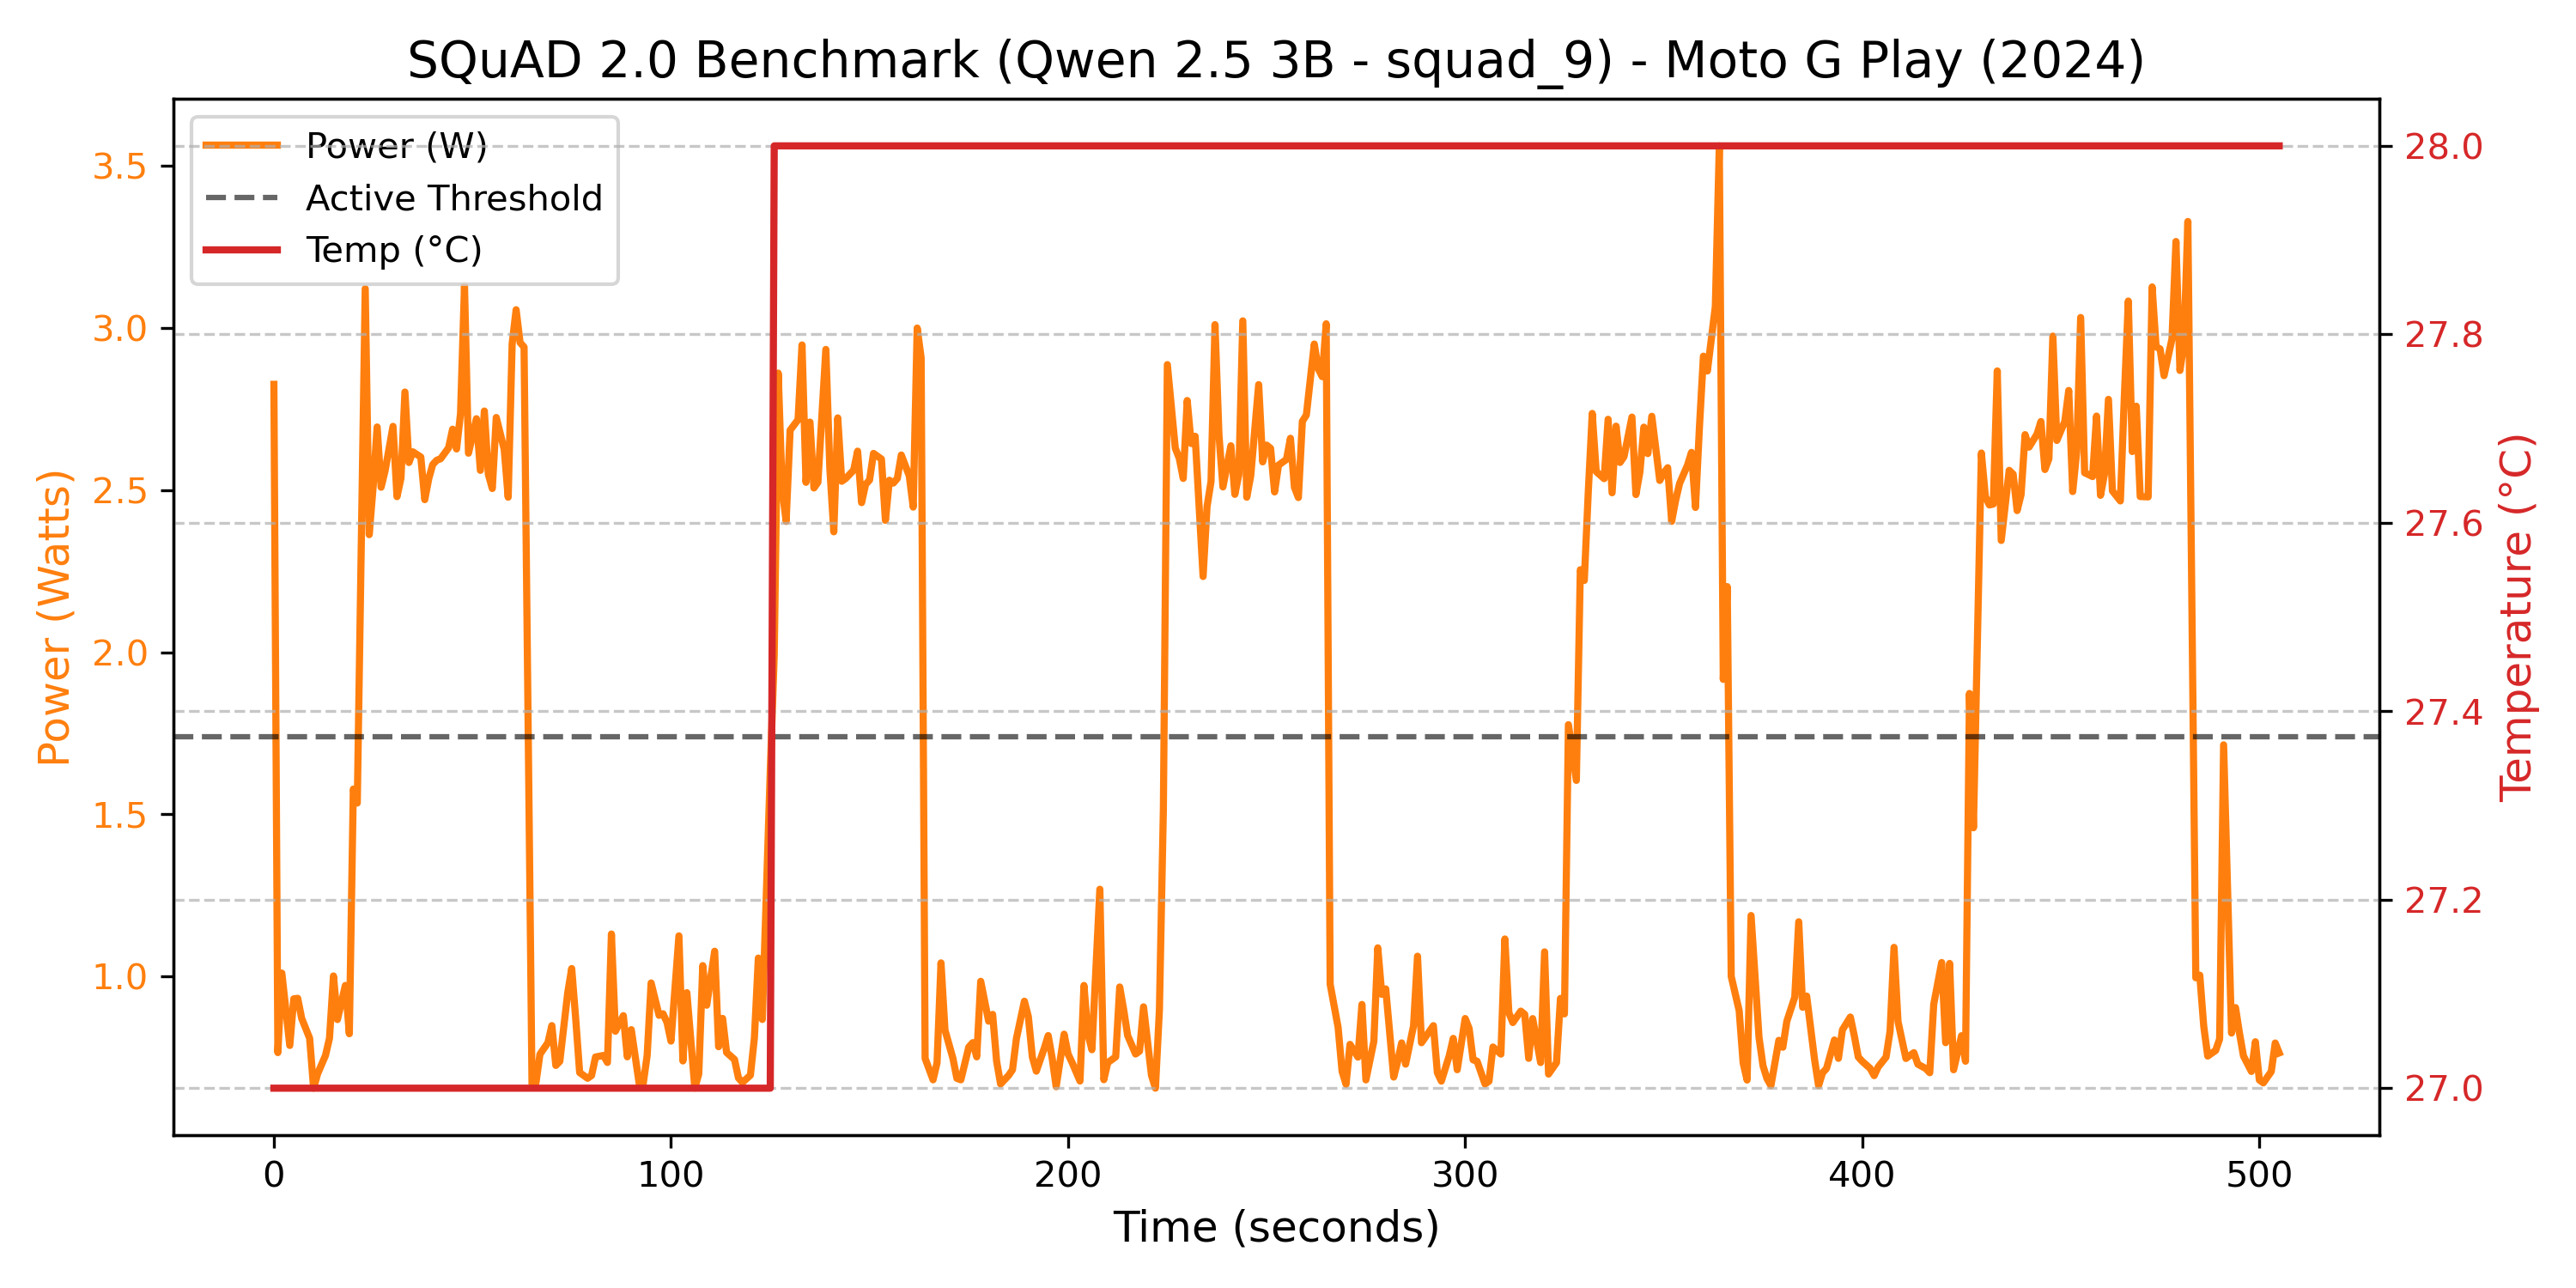 SQuAD 2.0 Benchmark (Qwen 2.5 3B - squad_9) - Moto G Play (2024)
Power (W)
Active Threshold
Temp (°C)
Power (Watts)
3.5
3.0
2.5
2.0
1.5
1.0
28.0
27.8
27.6
27.4
27.2
27.0
Temperature (°C)
0
100
200
300
400
500
Time (seconds)